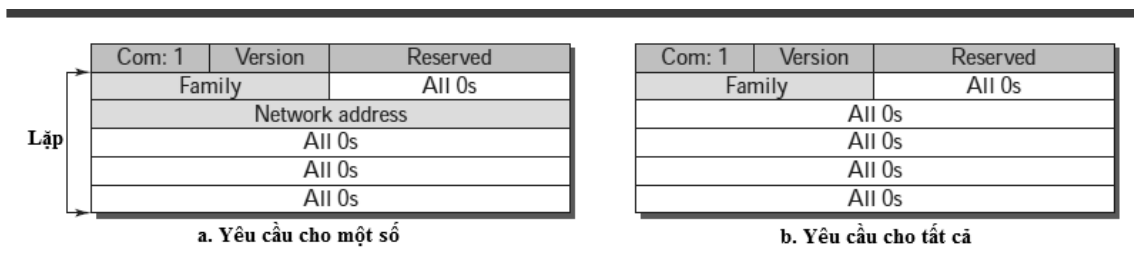 Com: 1 Version Reserved
Family All 0s
Network address
Lặp
All 0s
All 0s
All 0s
a. Yêu cầu cho một số
Com: 1 Version Reserved
Family All 0s
All 0s
All 0s
All 0s
All 0s
b. Yêu cầu cho tất cả